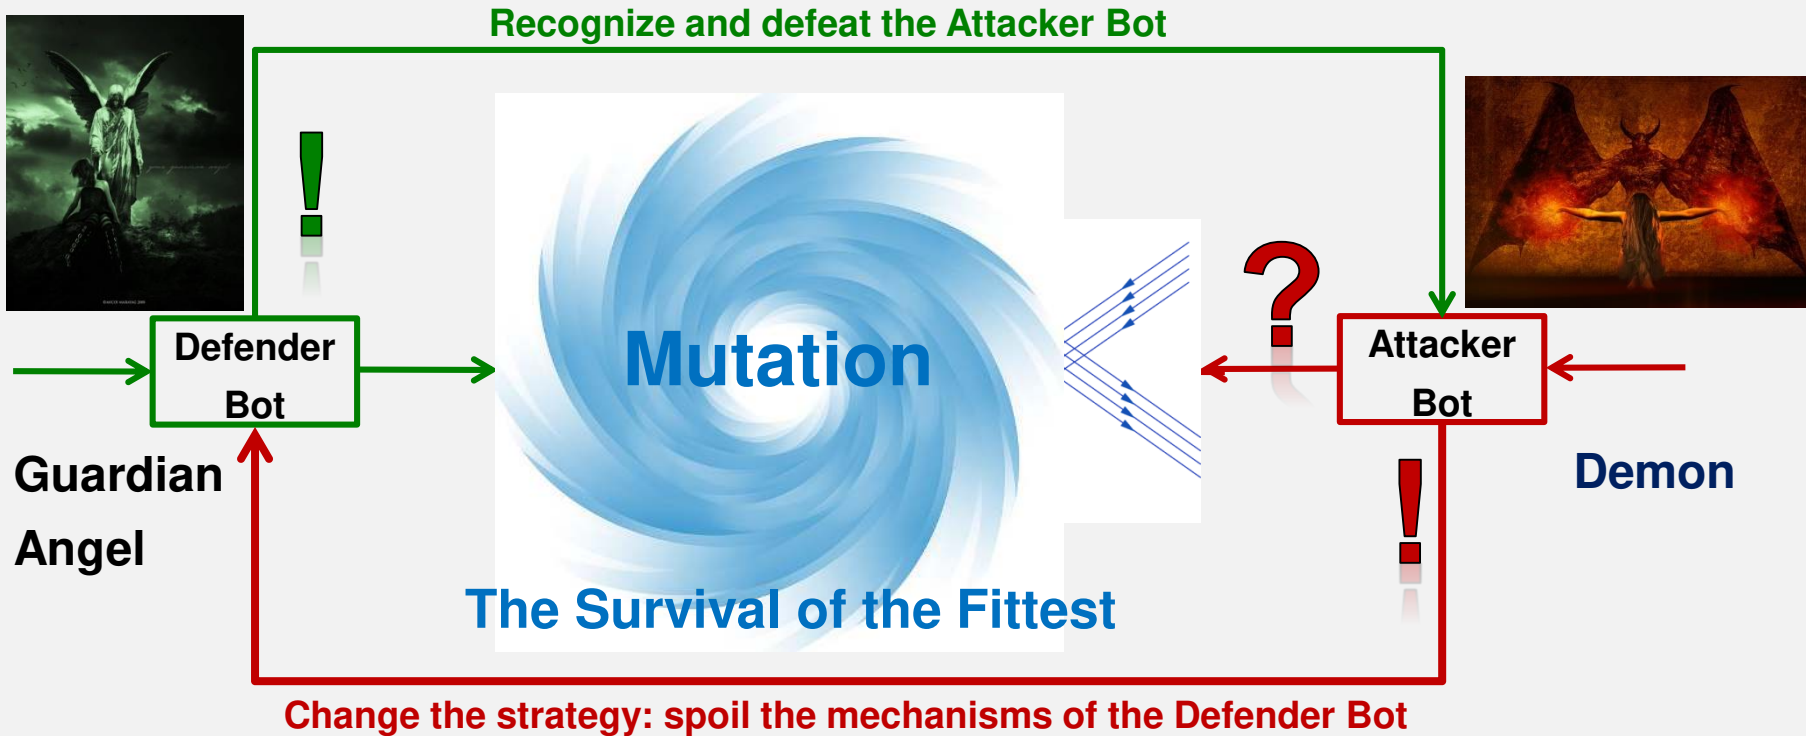 Recognize and defeat the Attacker Bot
!
Mutation
?
Defender
Bot
Attacker
Bot
Guardian
Angel
Demon
!
The Survival of the Fittest
Change the strategy: spoil the mechanisms of the Defender Bot